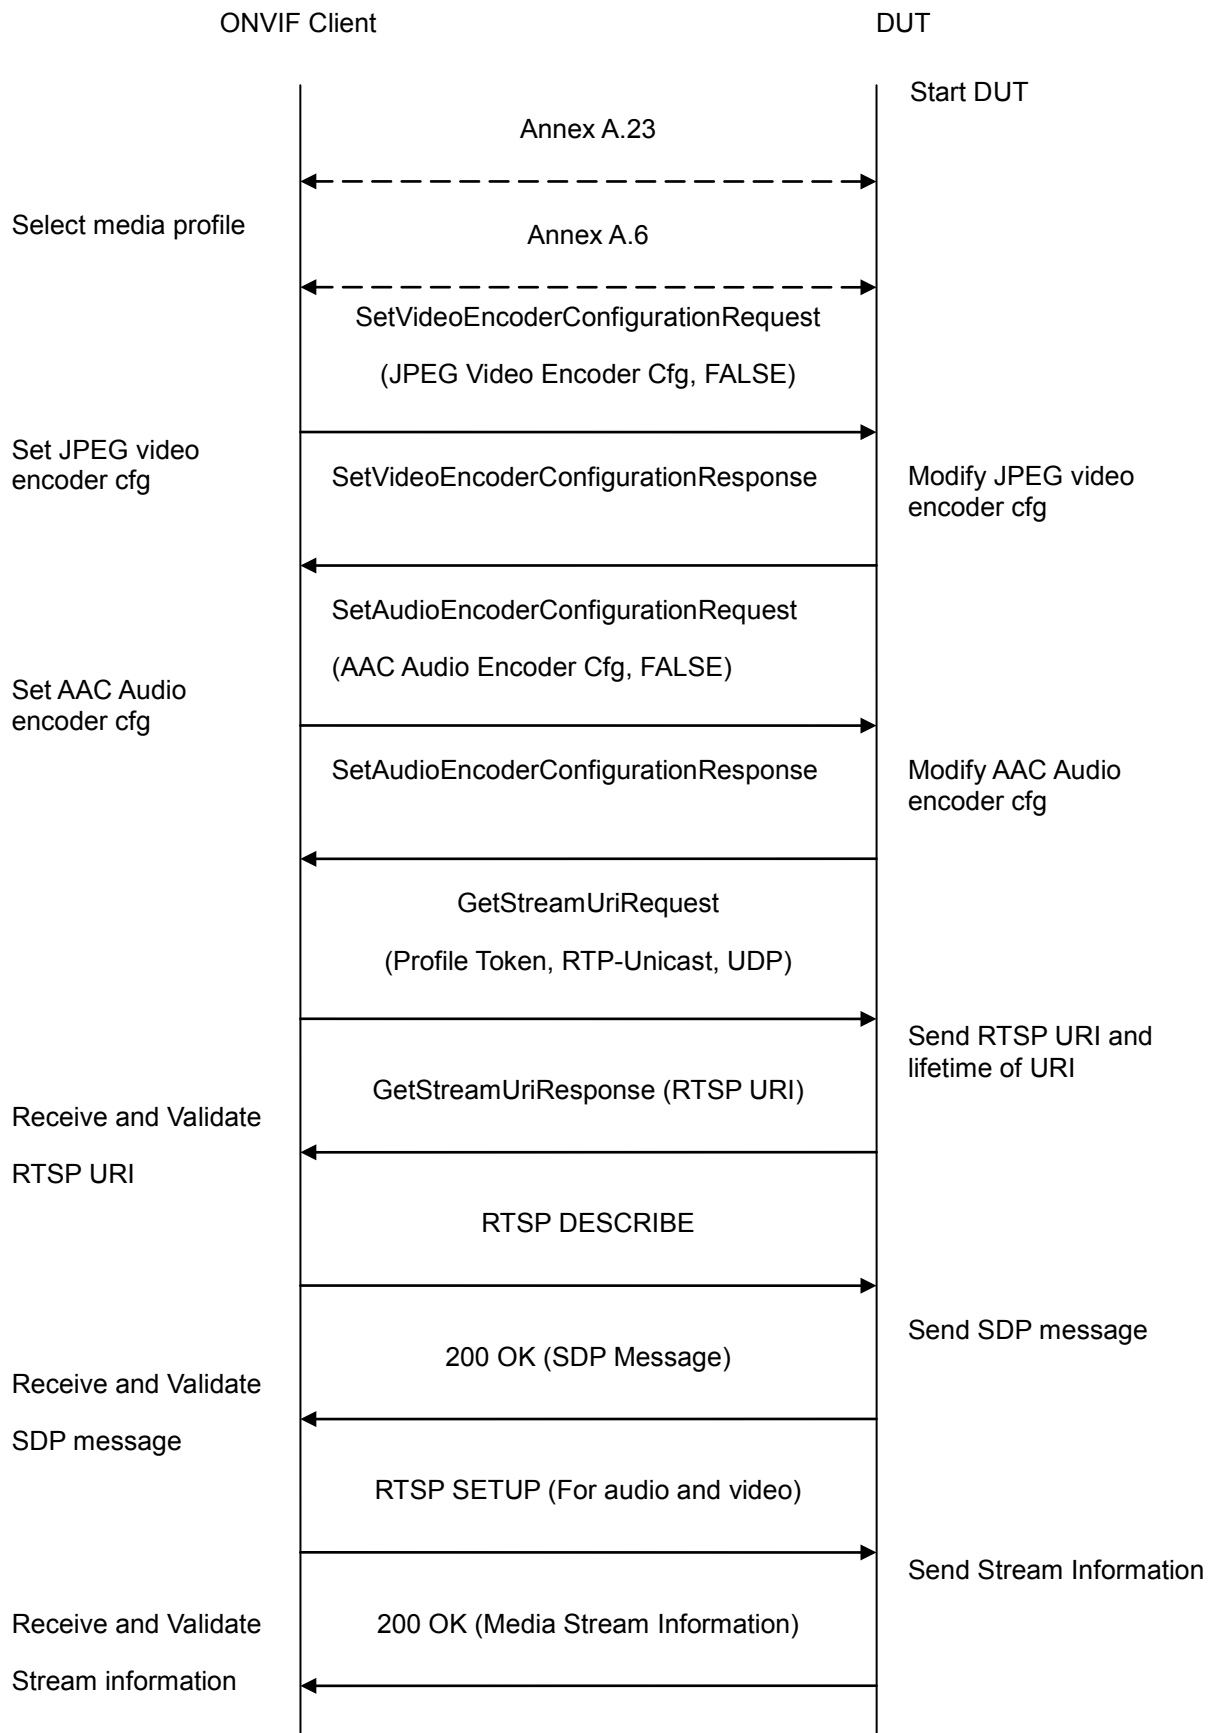 ONVIF Client
DUT
Start DUT
Annex A.23
Select media profile
Annex A.6
SetVideoEncoderConfigurationRequest
(JPEG Video Encoder Cfg, FALSE)
Set JPEG video
encoder cfg
SetVideoEncoderConfigurationResponse
Modify JPEG video
encoder cfg
SetAudioEncoderConfigurationRequest
(AAC Audio Encoder Cfg, FALSE)
Set AAC Audio
encoder cfg
SetAudioEncoderConfigurationResponse
Modify AAC Audio
encoder cfg
GetStreamUriRequest
(Profile Token, RTP-Unicast, UDP)
Send RTSP URI and
lifetime of URI
GetStreamUriResponse (RTSP URI)
Receive and Validate
RTSP URI
RTSP DESCRIBE
Send SDP message
200 OK (SDP Message)
Receive and Validate
SDP message
RTSP SETUP (For audio and video)
Send Stream Information
200 OK (Media Stream Information)
Receive and Validate
Stream information